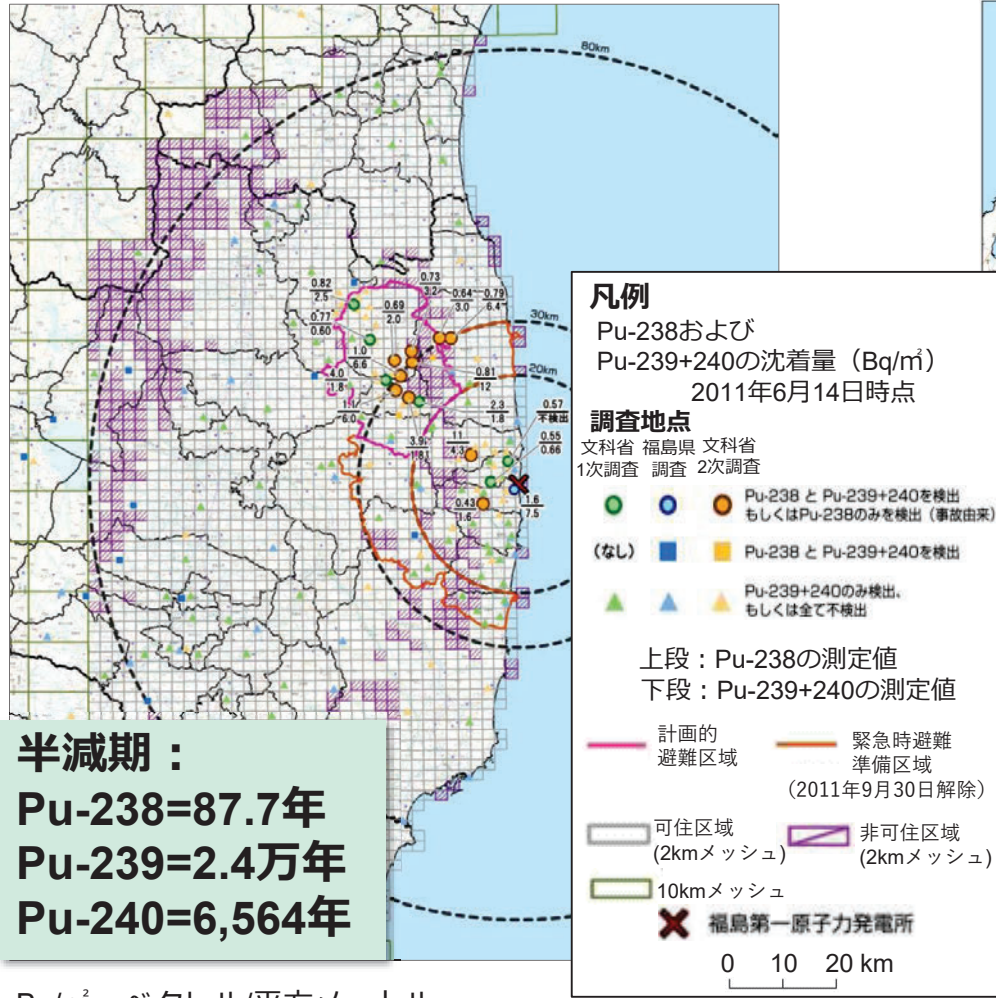 80km
30km
20km
0.82
2.5
0.77
0.60
0.73
3.2
0.69
2.0
0.64
3.0
0.79
6.4
1.0
6.6
4.0
1.8
1.1
6.0
0.81
12
2.3
1.8
0.57
不検出
0.55
0.66
3.9
1.8
11
4.3
0.43
1.6
1.6
7.5
凡例
Pu-238および
Pu-239+240の沈着量（Bq/㎡）
2011年6月14日時点
調査地点
文科省 福島県 文科省
1次調査 調査 2次調査
Pu-238 と Pu-239+240を検出
もしくはPu-238のみを検出（事故由来）
(なし)
Pu-238 と Pu-239+240を検出
Pu-239+240のみ検出、
もしくは全て不検出
上段：Pu-238の測定値
下段：Pu-239+240の測定値
計画的
避難区域
緊急時避難
準備区域
（2011年9月30日解除）
可住区域
(2kmメッシュ)
非可住区域
(2kmメッシュ)
10kmメッシュ
福島第一原子力発電所
0 10 20 km
半減期：
Pu-238=87.7年
Pu-239=2.4万年
Pu-240=6,564年